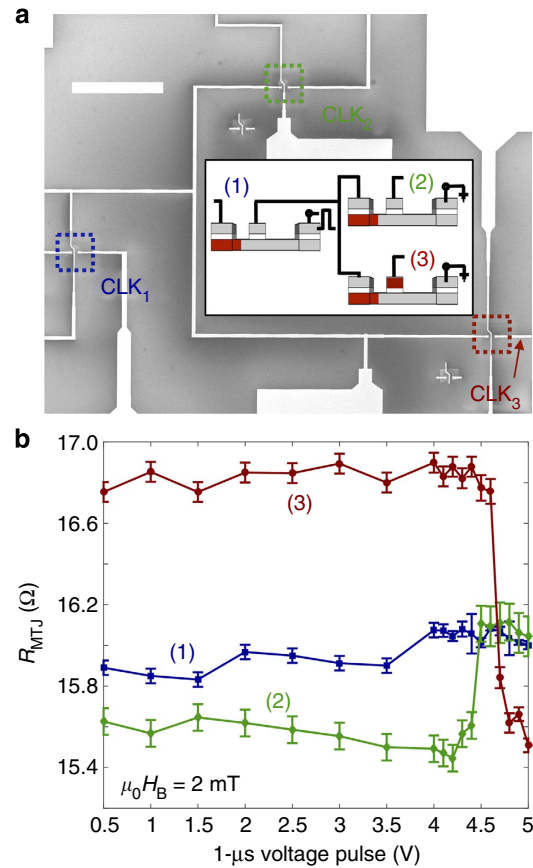 a
CLK₂
(1)
(2)
(3)
CLK₁
CLK₃
b
17.0
16.6
16.2
15.8
15.4
R_MTJ (Ω)
(3)
(1)
(2)
μ₀H_B = 2 mT
0.5 1 1.5 2 2.5 3 3.5 4 4.5 5
1-μs voltage pulse (V)